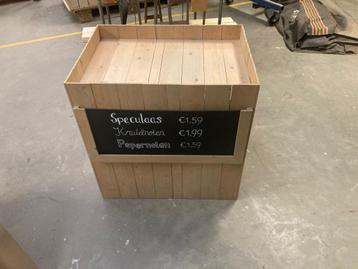 Speculaas €1.59
Kruidnoten €1.99
Pepernoten €1.59